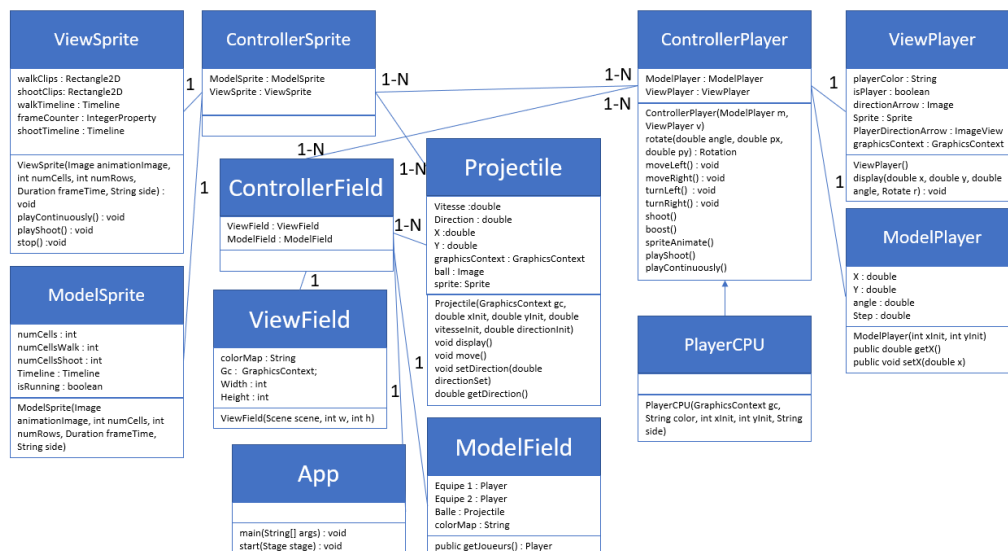 ViewSprite
walkClips : Rectangle2D
shootClips: Rectangle2D
walkTimeline : Timeline
frameCounter : IntegerProperty
shootTimeline : Timeline
ViewSprite(Image animationImage,
int numCells, int numRows,
Duration frameTime, String side) :
void
playContinuously() : void
playShoot() : void
stop() :void
ControllerSprite
ModelSprite : ModelSprite
ViewSprite : ViewSprite
ControllerPlayer
ModelPlayer : ModelPlayer
ViewPlayer : ViewPlayer
ControllerPlayer(ModelPlayer m,
ViewPlayer v)
rotate(double angle, double px,
double py) : Rotation
moveLeft() : void
moveRight() : void
turnLeft() : void
turnRight() : void
shoot()
boost()
spriteAnimate()
playShoot()
playContinuously()
ViewPlayer
playerColor : String
isPlayer : boolean
directionArrow : Image
Sprite : Sprite
PlayerDirectionArrow : ImageView
graphicsContext : GraphicsContext
ViewPlayer()
display(double x, double y, double
angle, Rotate r) : void
1
1-N
1-N
1-N
1
1-N
1-N
1
1
1-N
1
1
1
ControllerField
ViewField : ViewField
ModelField : ModelField
Projectile
Vitesse :double
Direction : double
X :double
Y : double
graphicsContext : GraphicsContext
ball : Image
sprite: Sprite
Projectile(GraphicsContext gc,
double xInit, double yInit, double
vitesseInit, double directionInit)
void display()
void move()
void setDirection(double
directionSet)
double getDirection()
ModelPlayer
X : double
Y : double
angle : double
Step : double
ModelPlayer(int xInit, int yInit)
public double getX()
public void setX(double x)
ModelSprite
numCells : int
numCellsWalk : int
numCellsShoot : int
Timeline : Timeline
isRunning : boolean
ModelSprite(Image
animationImage, int numCells, int
numRows, Duration frameTime,
String side)
ViewField
colorMap : String
Gc : GraphicsContext;
Width : int
Height : int
ViewField(Scene scene, int w, int h)
PlayerCPU
PlayerCPU(GraphicsContext gc,
String color, int xInit, int yInit, String
side)
App
main(String[] args) : void
start(Stage stage) : void
ModelField
Equipe 1 : Player
Equipe 2 : Player
Balle : Projectile
colorMap : String
public getJoueurs() : Player